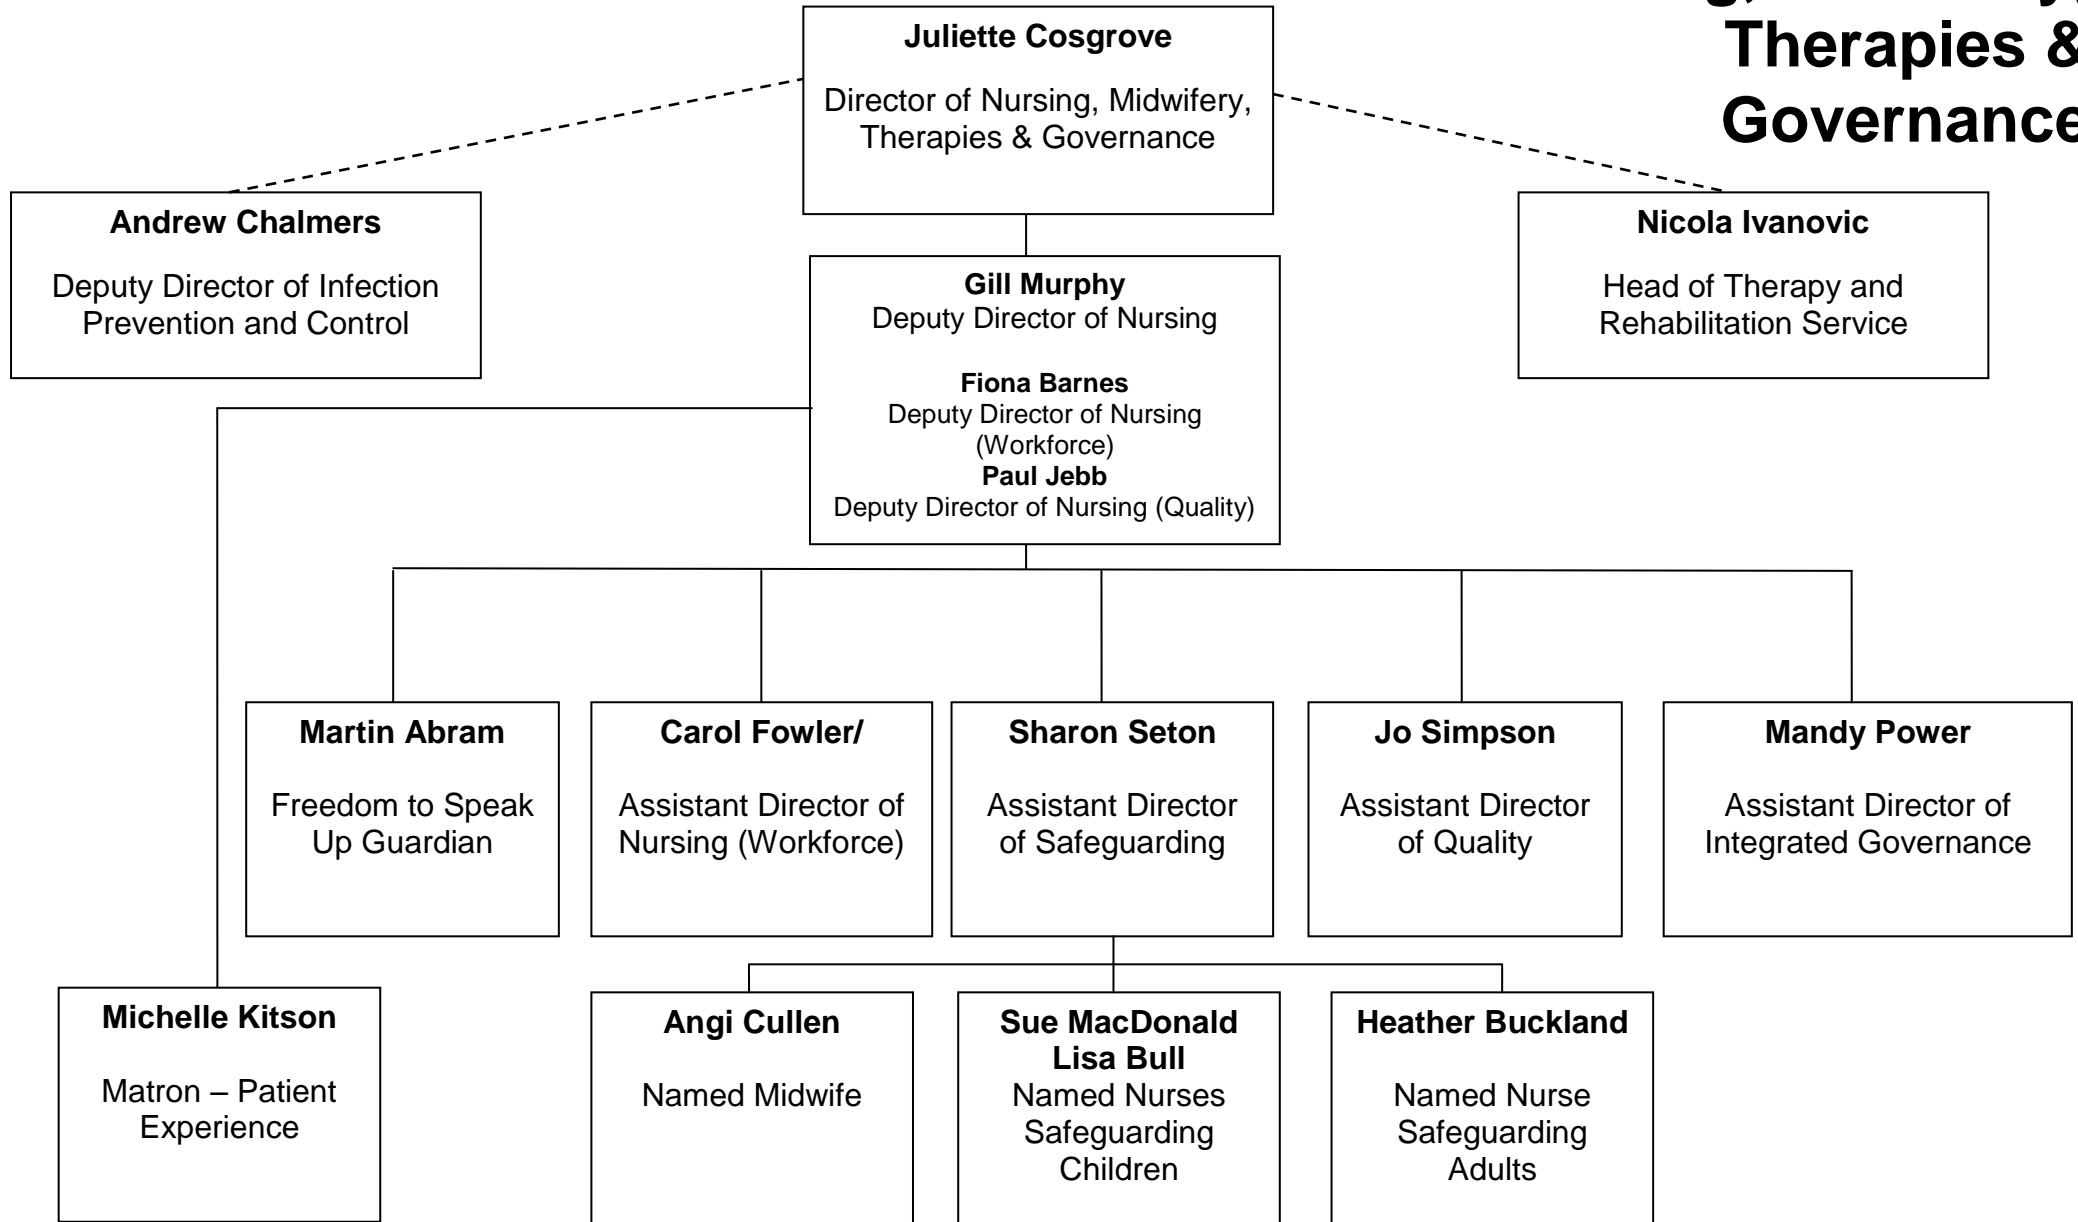 Therapies &
Governance
Juliette Cosgrove
Director of Nursing, Midwifery,
Therapies & Governance
Andrew Chalmers
Deputy Director of Infection
Prevention and Control
Nicola Ivanovic
Head of Therapy and
Rehabilitation Service
Gill Murphy
Deputy Director of Nursing
Fiona Barnes
Deputy Director of Nursing
(Workforce)
Paul Jebb
Deputy Director of Nursing (Quality)
Martin Abram
Freedom to Speak
Up Guardian
Carol Fowler/
Assistant Director of
Nursing (Workforce)
Sharon Seton
Assistant Director
of Safeguarding
Jo Simpson
Assistant Director
of Quality
Mandy Power
Assistant Director of
Integrated Governance
Michelle Kitson
Matron – Patient
Experience
Angi Cullen
Named Midwife
Sue MacDonald
Lisa Bull
Named Nurses
Safeguarding
Children
Heather Buckland
Named Nurse
Safeguarding
Adults